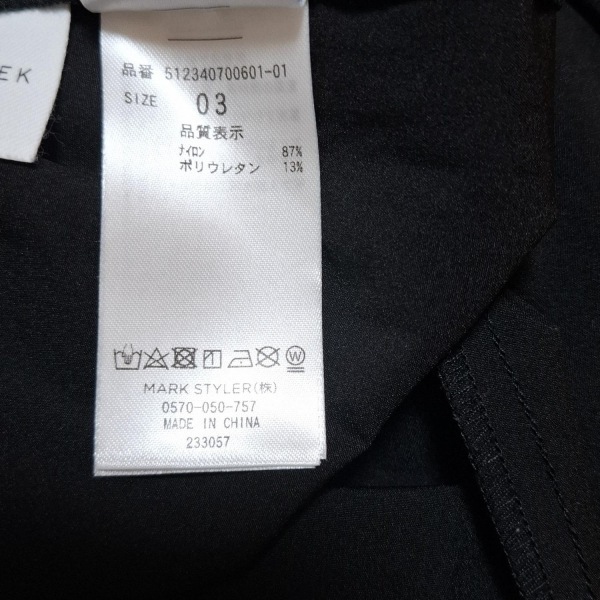 EK
品番 512340700601-01
SIZE 03
品質表示
ナイロン 87%
ポリウレタン 13%
MARK STYLER(株)
0570-050-757
MADE IN CHINA
233057